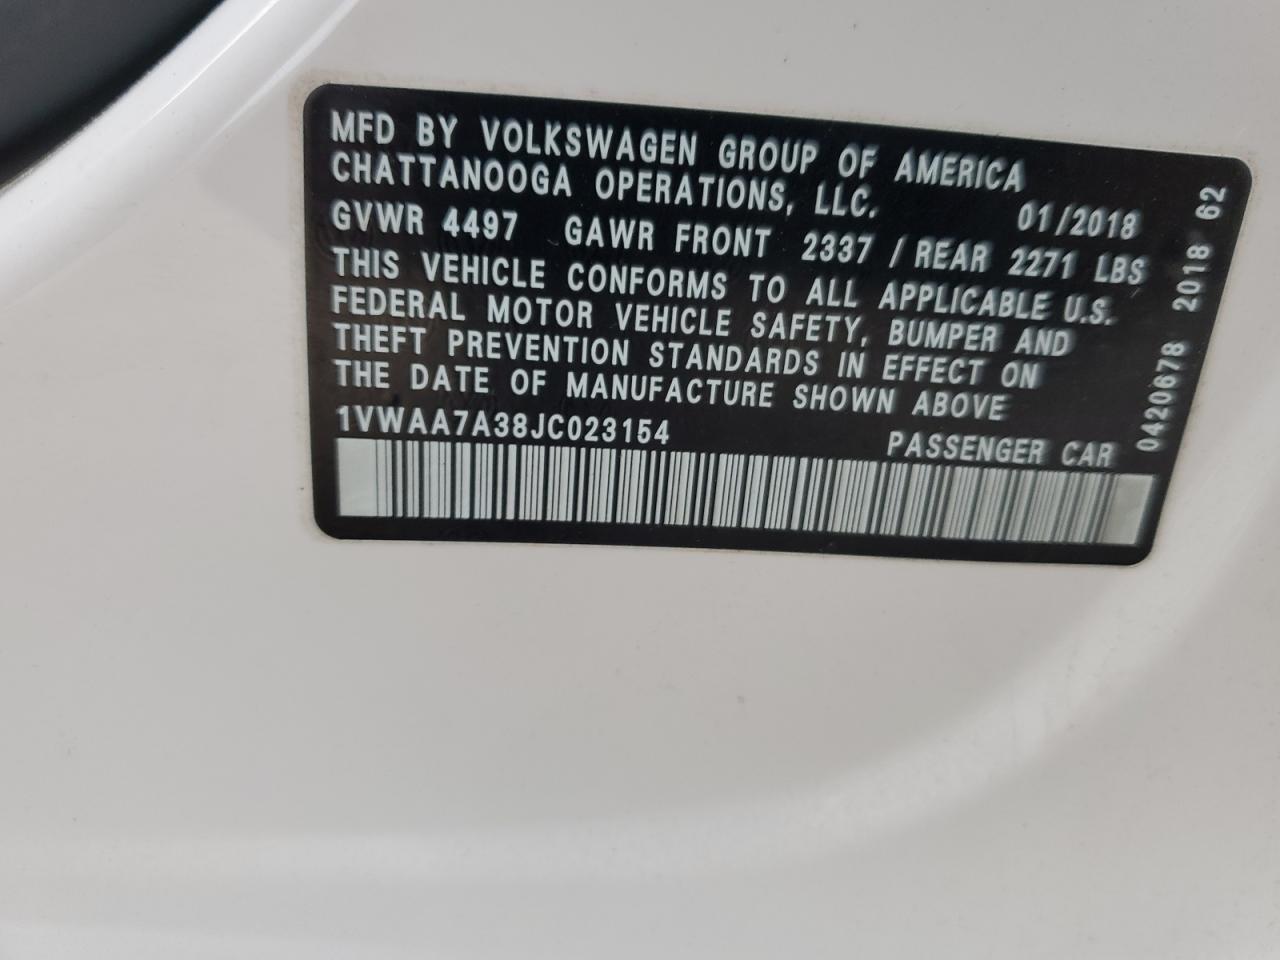 MFD BY VOLKSWAGEN GROUP OF AMERICA
CHATTANOOGA OPERATIONS, LLC.
01/2018
GVWR 4497 GAWR FRONT 2337 / REAR 2271 LBS
THIS VEHICLE CONFORMS TO ALL APPLICABLE U.S.
FEDERAL MOTOR VEHICLE SAFETY, BUMPER AND
THEFT PREVENTION STANDARDS IN EFFECT ON
THE DATE OF MANUFACTURE SHOWN ABOVE
1VWAA7A38JC023154
PASSENGER CAR
0420678 2018 62